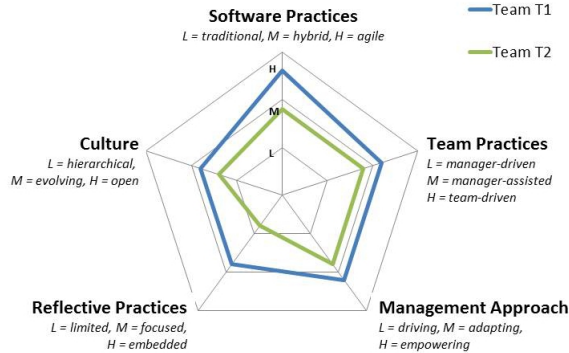 Software Practices
L = traditional, M = hybrid, H = agile
Team T1
Team T2
H
M
L
Culture
L = hierarchical,
M = evolving, H = open
Team Practices
L = manager-driven
M = manager-assisted
H = team-driven
Reflective Practices
L = limited, M = focused,
H = embedded
Management Approach
L = driving, M = adapting,
H = empowering